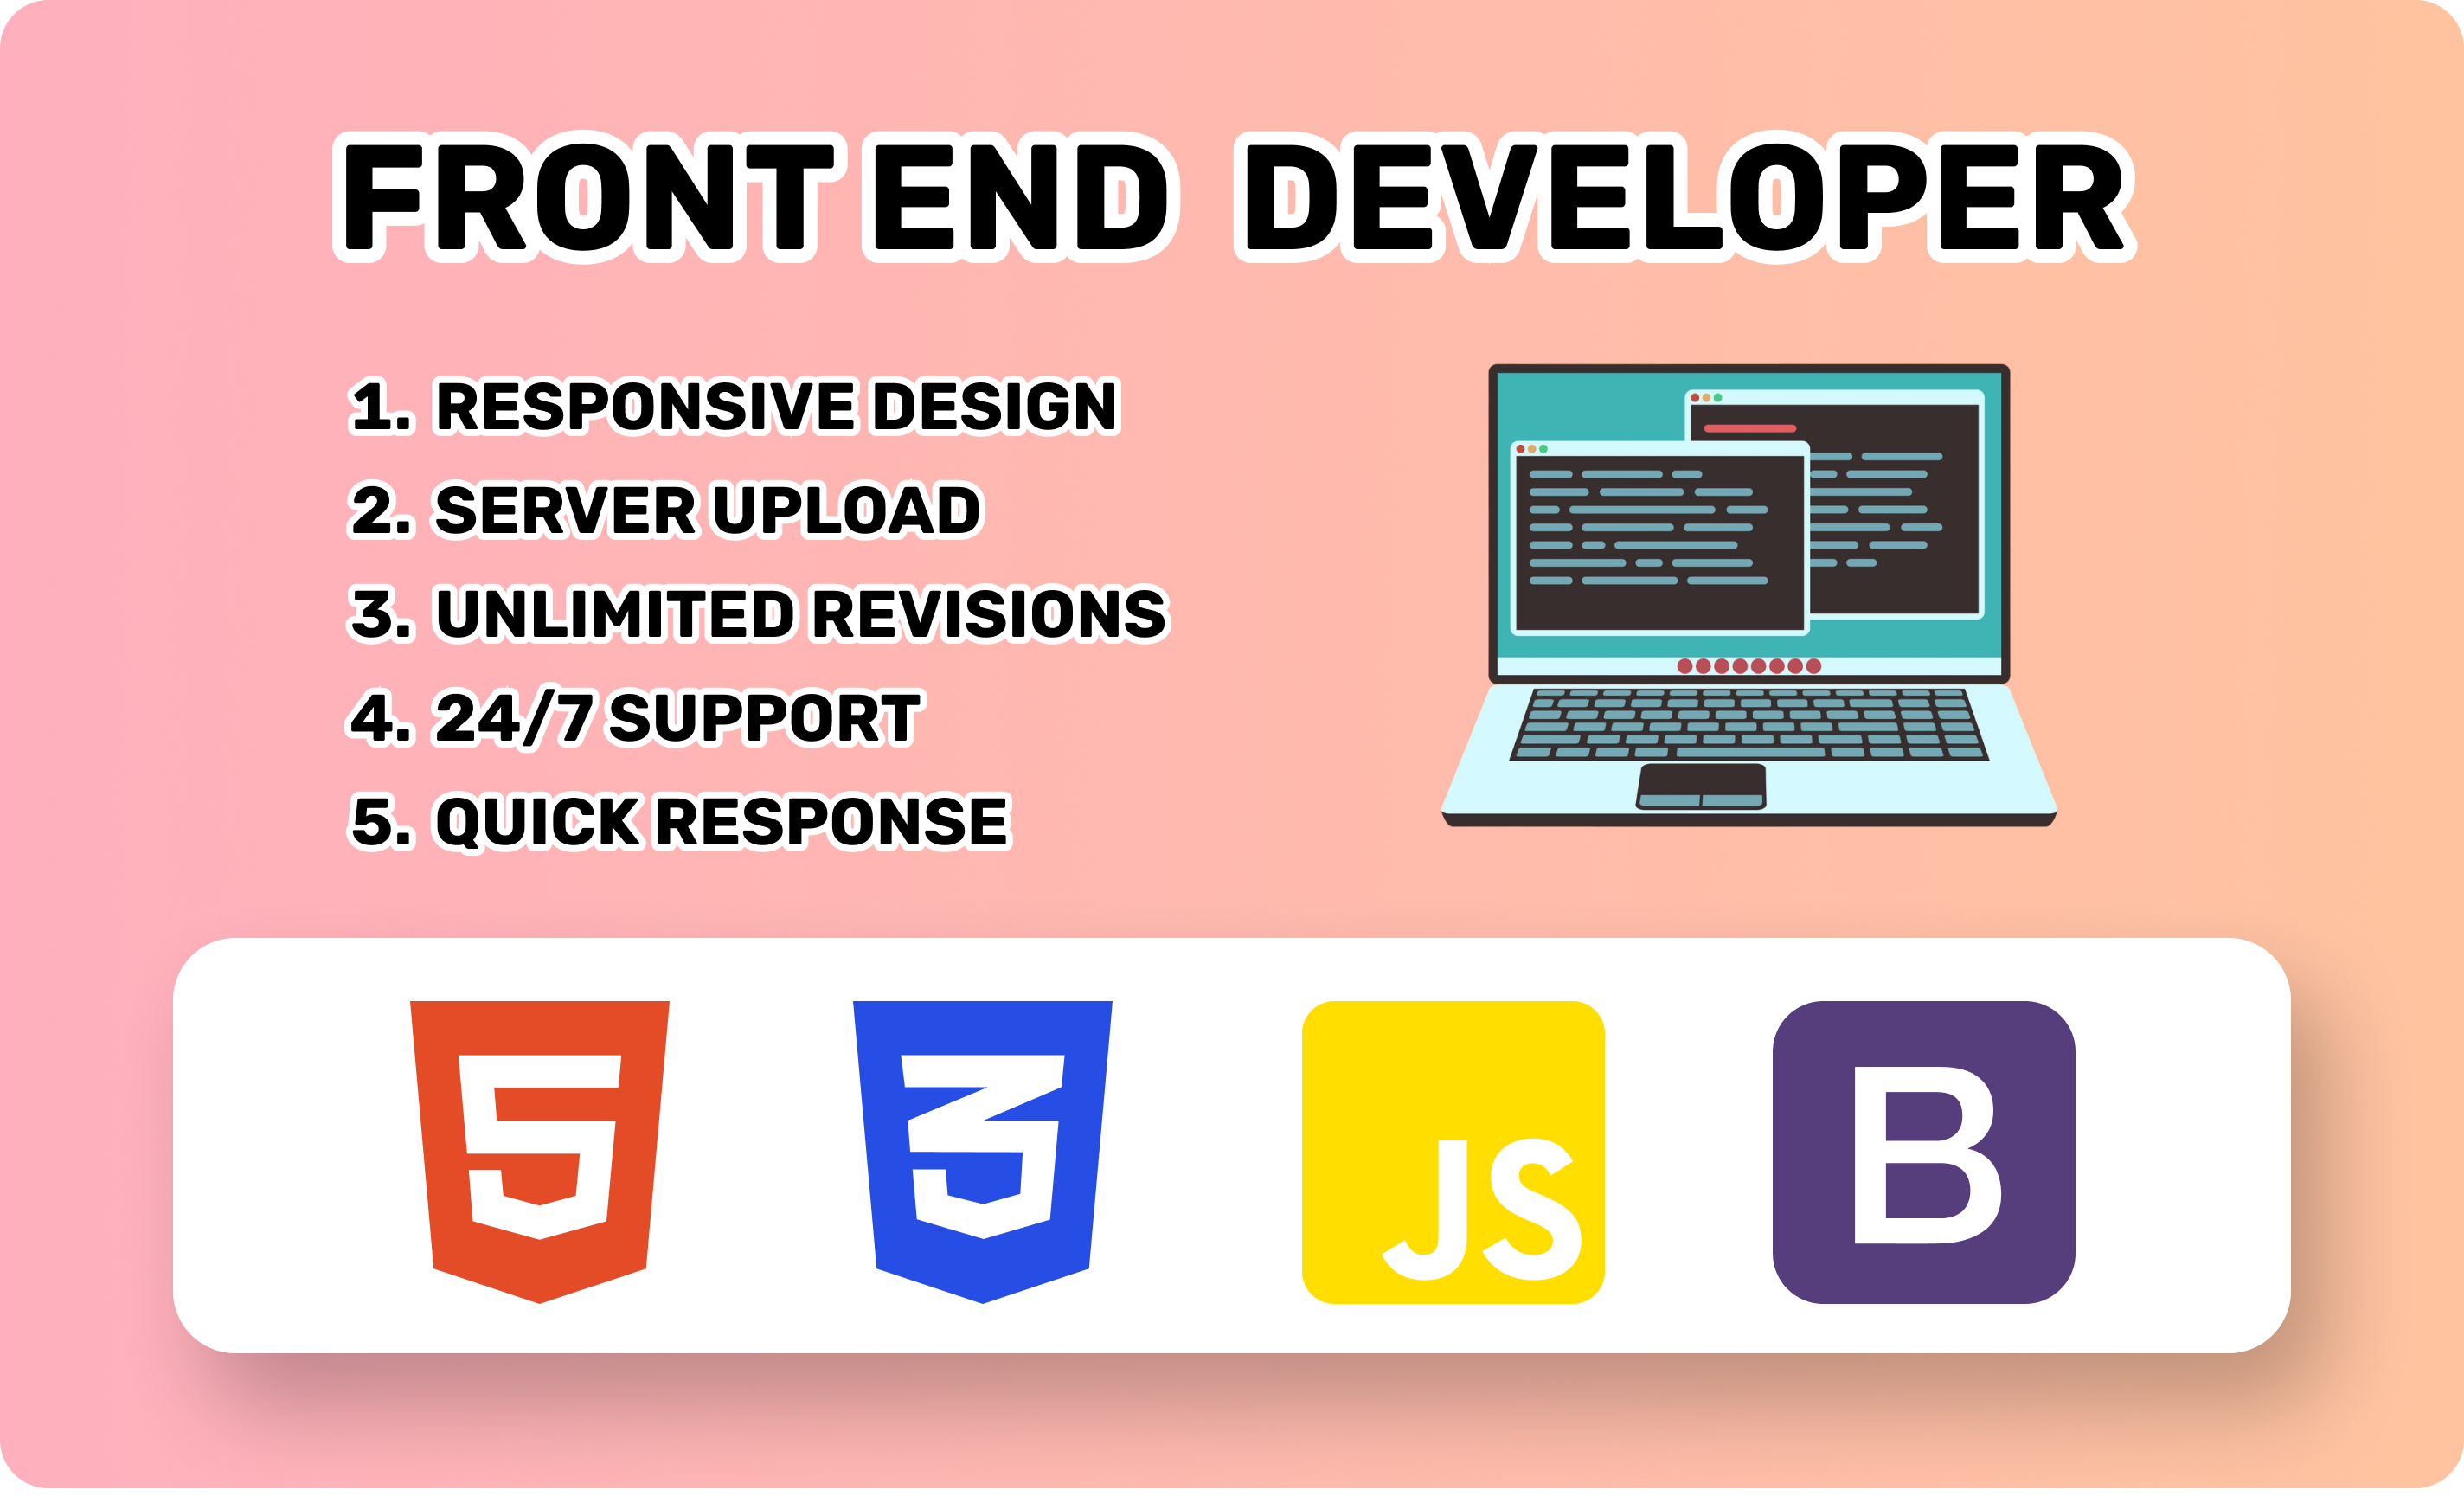 FRONT END DEVELOPER
1. RESPONSIVE DESIGN
2. SERVER UPLOAD
3. UNLIMITED REVISIONS
4. 24/7 SUPPORT
5. QUICK RESPONSE
5 3 JS B